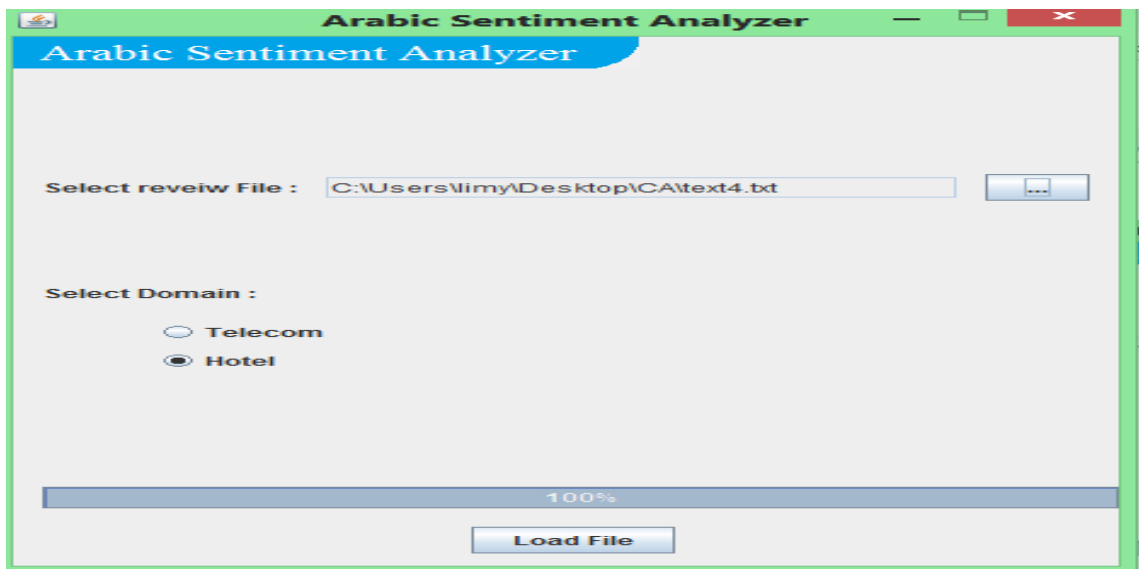 Arabic Sentiment Analyzer
Arabic Sentiment Analyzer
Select reveiw File : C:\Users\limy\Desktop\CA\text4.txt ...
Select Domain :
Telecom
Hotel
100%
Load File